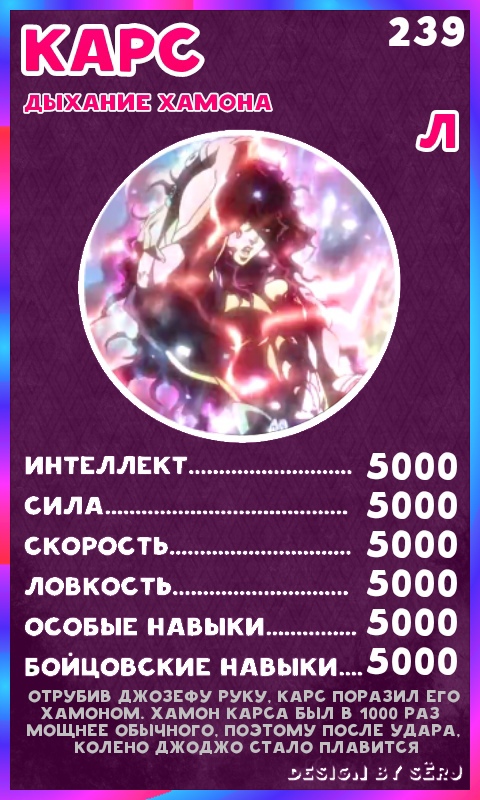 КАРС
239
ДЫХАНИЕ ХАМОНА
Л
ИНТЕЛЛЕКТ............................ 5000
СИЛА.......................................... 5000
СКОРОСТЬ............................... 5000
ЛОВКОСТЬ.............................. 5000
ОСОБЫЕ НАВЫКИ............... 5000
БОЙЦОВСКИЕ НАВЫКИ.... 5000
ОТРУБИВ ДЖОЗЕФУ РУКУ, КАРС ПОРАЗИЛ ЕГО
ХАМОНОМ. ХАМОН КАРСА БЫЛ В 1000 РАЗ
МОЩНЕЕ ОБЫЧНОГО, ПОЭТОМУ ПОСЛЕ УДАРА,
КОЛЕНО ДЖОДЖО СТАЛО ПЛАВИТСЯ
DESIGN BY SЁRJ